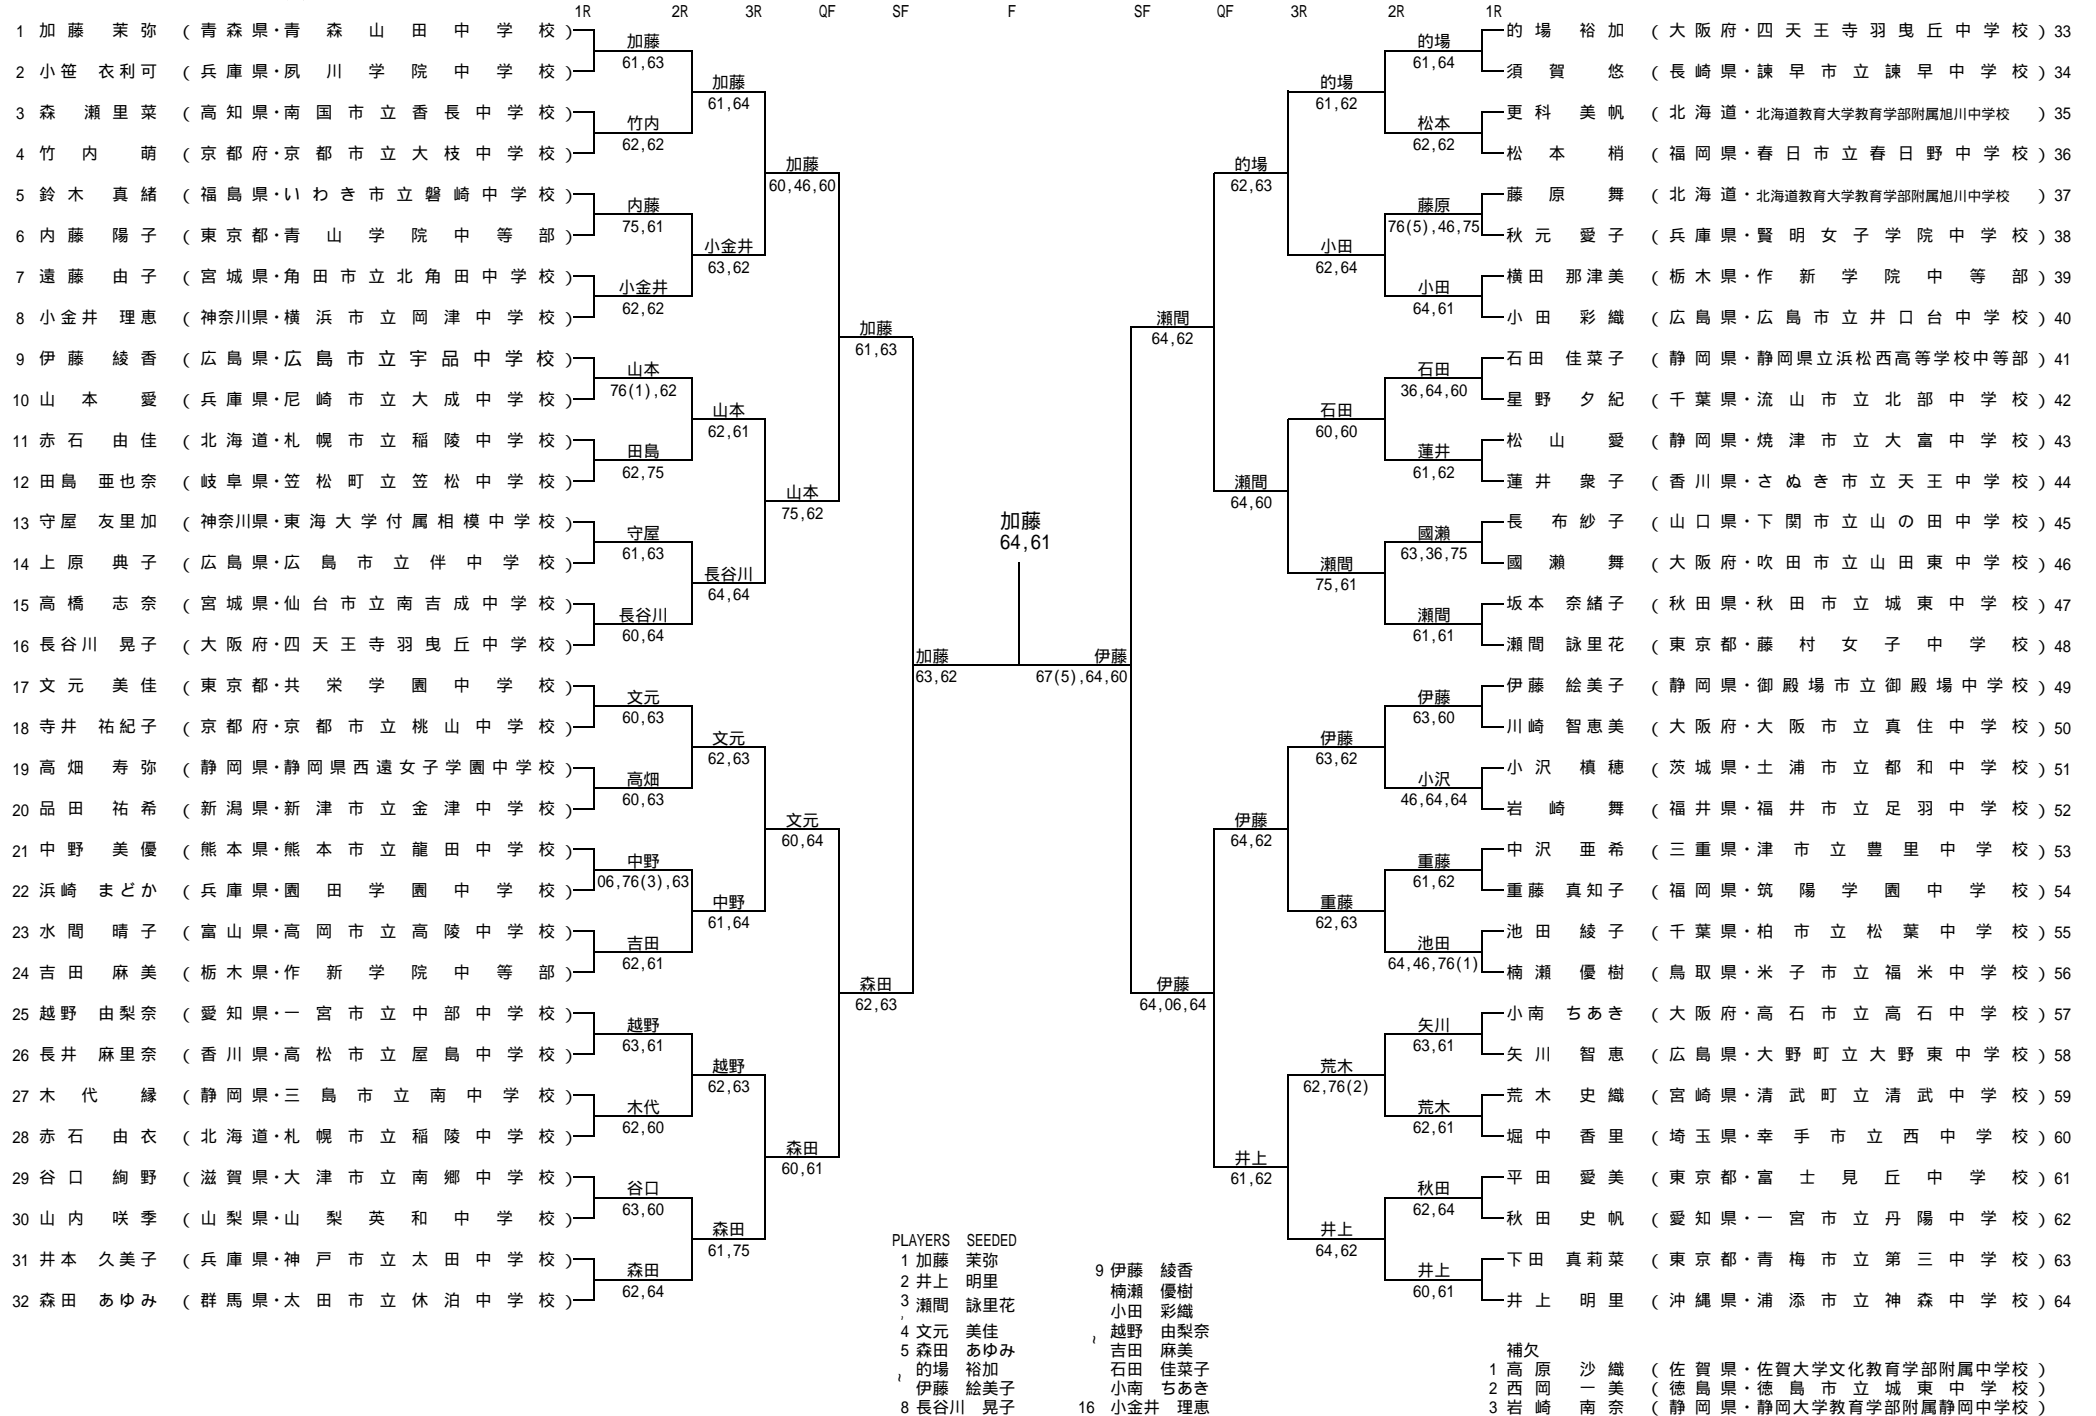 1R 2R 3R QF SF F SF QF 3R 2R 1R
1 加藤 茉弥 (青森県・青森山田中学校)
2 小笹 衣利可 (兵庫県・夙川学院中学校)
3 森 瀬里菜 (高知県・南国市立香長中学校)
4 竹内 萌 (京都府・京都市立大枝中学校)
5 鈴木 真緒 (福島県・いわき市立磐崎中学校)
6 内藤 陽子 (東京都・青山学院中等部)
7 遠藤 由子 (宮城県・角田市立北角田中学校)
8 小金井 理恵 (神奈川県・横浜市立岡津中学校)
9 伊藤 綾香 (広島県・広島市立宇品中学校)
10 山本 愛 (兵庫県・尼崎市立大成中学校)
11 赤石 由佳 (北海道・札幌市立稲陵中学校)
12 田島 亜也奈 (岐阜県・笠松町立笠松中学校)
13 守屋 友里加 (神奈川県・東海大学付属相模中学校)
14 上原 典子 (広島県・広島市立伴中学校)
15 高橋 志奈 (宮城県・仙台市立南吉成中学校)
16 長谷川 晃子 (大阪府・四天王寺羽曳丘中学校)
17 文元 美佳 (東京都・共栄学園中学校)
18 寺井 祐紀子 (京都府・京都市立桃山中学校)
19 高畑 寿弥 (静岡県・静岡県西遠女子学園中学校)
20 品田 祐希 (新潟県・新津市立金津中学校)
21 中野 美優 (熊本県・熊本市立龍田中学校)
22 浜崎 まどか (兵庫県・園田学園中学校)
23 水間 晴子 (富山県・高岡市立高陵中学校)
24 吉田 麻美 (栃木県・作新学院中等部)
25 越野 由梨奈 (愛知県・一宮市立中部中学校)
26 長井 麻里奈 (香川県・高松市立屋島中学校)
27 木代 縁 (静岡県・三島市立南中学校)
28 赤石 由衣 (北海道・札幌市立稲陵中学校)
29 谷口 絢野 (滋賀県・大津市立南郷中学校)
30 山内 咲季 (山梨県・山梨英和中学校)
31 井本 久美子 (兵庫県・神戸市立太田中学校)
32 森田 あゆみ (群馬県・太田市立休泊中学校)
加藤
61,63
竹内
62,62
内藤
75,61
小金井
62,62
山本
76(1),62
田島
62,75
守屋
61,63
長谷川
60,64
文元
60,63
高畑
60,63
中野
06,76(3),63
吉田
62,61
越野
63,61
木代
62,60
谷口
63,60
森田
62,64
加藤
61,64
小金井
63,62
山本
62,61
長谷川
64,64
文元
62,63
中野
61,64
越野
62,63
森田
61,75
加藤
60,46,60
山本
75,62
文元
60,64
森田
60,61
加藤
61,63
森田
62,63
加藤
63,62
加藤
64,61
伊藤
67(5),64,60
瀬間
64,62
伊藤
64,06,64
的場
62,63
瀬間
64,60
伊藤
64,62
井上
61,62
的場
61,62
小田
62,64
石田
60,60
瀬間
75,61
伊藤
63,62
重藤
62,63
荒木
62,76(2)
井上
64,62
的場
61,64
松本
62,62
藤原
76(5),46,75
小田
64,61
石田
36,64,60
蓮井
61,62
國瀬
63,36,75
瀬間
61,61
伊藤
63,60
小沢
46,64,64
重藤
61,62
池田
64,46,76(1)
矢川
63,61
荒木
62,61
秋田
62,64
井上
60,61
的場 裕加 (大阪府・四天王寺羽曳丘中学校) 33
須賀 悠 (長崎県・諫早市立諫早中学校) 34
更科 美帆 (北海道・北海道教育大学教育学部附属旭川中学校) 35
松本 梢 (福岡県・春日市立春日野中学校) 36
藤原 舞 (北海道・北海道教育大学教育学部附属旭川中学校) 37
秋元 愛子 (兵庫県・賢明女子学院中学校) 38
横田 那津美 (栃木県・作新学院中等部) 39
小田 彩織 (広島県・広島市立井口台中学校) 40
石田 佳菜子 (静岡県・静岡県立浜松西高等学校中等部) 41
星野 夕紀 (千葉県・流山市立北部中学校) 42
松山 愛 (静岡県・焼津市立大富中学校) 43
蓮井 衆子 (香川県・さぬき市立天王中学校) 44
長 布紗子 (山口県・下関市立山の田中学校) 45
國瀬 舞 (大阪府・吹田市立山田東中学校) 46
坂本 奈緒子 (秋田県・秋田市立城東中学校) 47
瀬間 詠里花 (東京都・藤村女子中学校) 48
伊藤 絵美子 (静岡県・御殿場市立御殿場中学校) 49
川崎 智恵美 (大阪府・大阪市立真住中学校) 50
小沢 槙穂 (茨城県・土浦市立都和中学校) 51
岩崎 舞 (福井県・福井市立足羽中学校) 52
中沢 亜希 (三重県・津市立豊里中学校) 53
重藤 真知子 (福岡県・筑陽学園中学校) 54
池田 綾子 (千葉県・柏市立松葉中学校) 55
楠瀬 優樹 (鳥取県・米子市立福米中学校) 56
小南 ちあき (大阪府・高石市立高石中学校) 57
矢川 智恵 (広島県・大野町立大野東中学校) 58
荒木 史織 (宮崎県・清武町立清武中学校) 59
堀中 香里 (埼玉県・幸手市立西中学校) 60
平田 愛美 (東京都・富士見丘中学校) 61
秋田 史帆 (愛知県・一宮市立丹陽中学校) 62
下田 真莉菜 (東京都・青梅市立第三中学校) 63
井上 明里 (沖縄県・浦添市立神森中学校) 64
PLAYERS SEEDED
1 加藤 茉弥
2 井上 明里
3 瀬間 詠里花
,
4 文元 美佳
5 森田 あゆみ
~ 的場 裕加
伊藤 絵美子
8 長谷川 晃子
9 伊藤 綾香
楠瀬 優樹
小田 彩織
~ 越野 由梨奈
吉田 麻美
石田 佳菜子
小南 ちあき
16 小金井 理恵
補欠
1 高原 沙織 (佐賀県・佐賀大学文化教育学部附属中学校)
2 西岡 一美 (徳島県・徳島市立城東中学校)
3 岩崎 南奈 (静岡県・静岡大学教育学部附属静岡中学校)